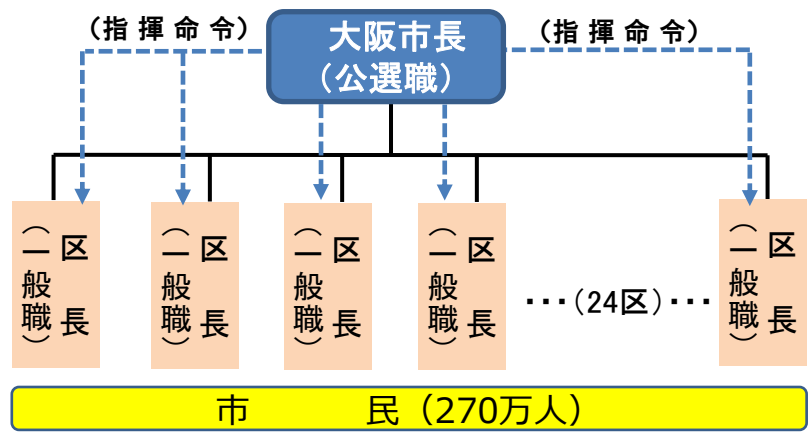 （指 揮 命 令）
大阪市長
（公選職）
（指 揮 命 令）
区 長
（一般職）
区 長
（一般職）
区 長
（一般職）
区 長
（一般職）
･･･（24区）･･･
区 長
（一般職）
市 民（270万人）